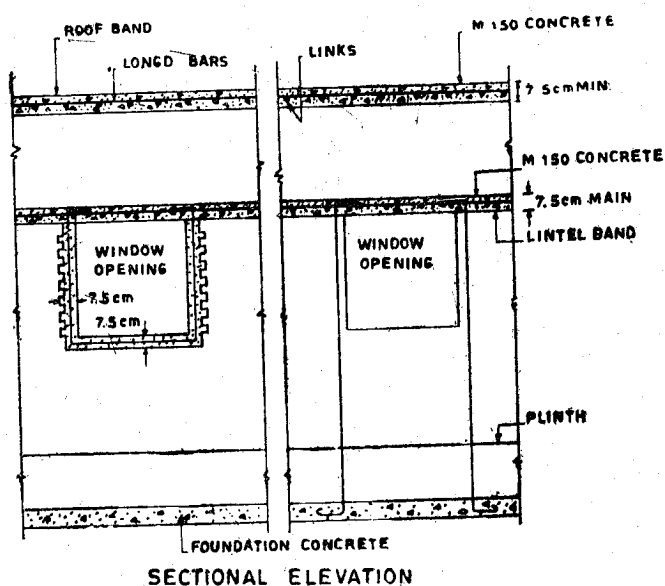 ROOF BAND
LONGD BARS
LINKS
M 150 CONCRETE
7 5cm MIN.
M 150 CONCRETE
7.5cm MAIN
LINTEL BAND
WINDOW
OPENING
7.5cm
7.5cm
WINDOW
OPENING
PLINTH
FOUNDATION CONCRETE
SECTIONAL ELEVATION